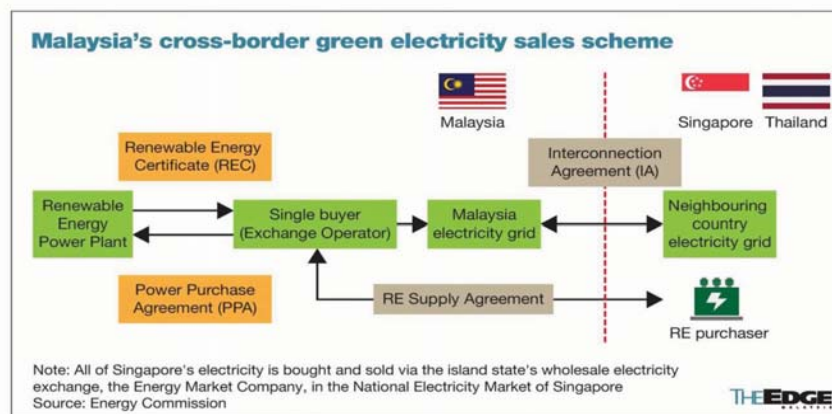 Malaysia's cross-border green electricity sales scheme
Malaysia
Singapore
Thailand
Renewable Energy
Certificate (REC)
Interconnection
Agreement (IA)
Renewable
Energy
Power Plant
Single buyer
(Exchange Operator)
Malaysia
electricity grid
Neighbouring
country
electricity grid
Power Purchase
Agreement (PPA)
RE Supply Agreement
RE purchaser
Note: All of Singapore's electricity is bought and sold via the island state's wholesale electricity
exchange, the Energy Market Company, in the National Electricity Market of Singapore
Source: Energy Commission
THEEDGE
MALAYSIA